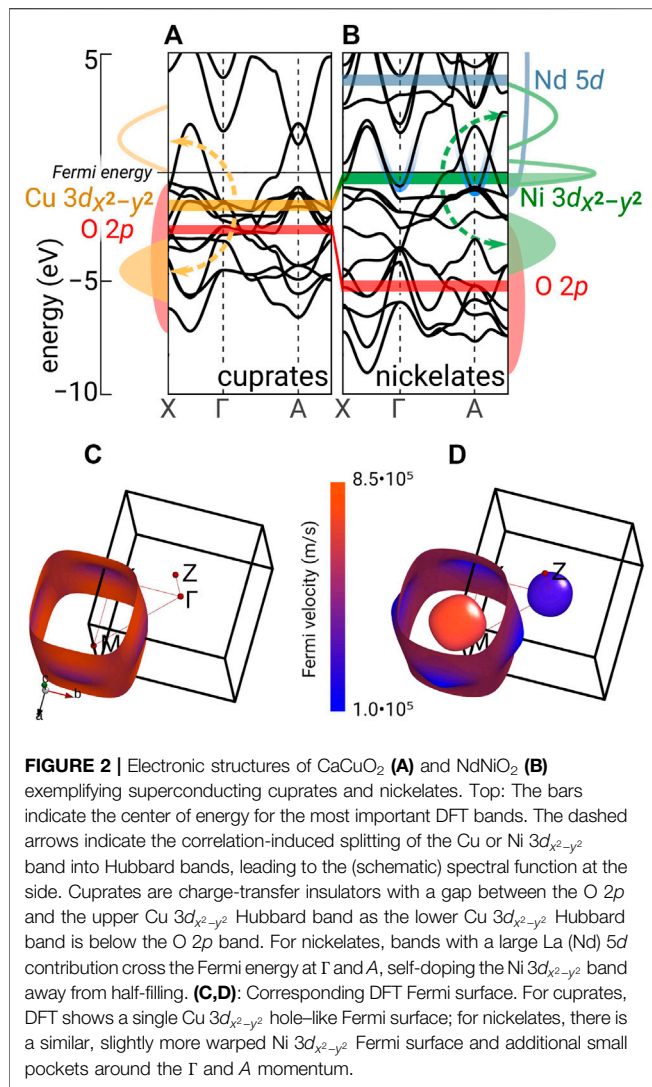 A
B
5
Nd 5d
Fermi energy
Cu 3dx²−y²
Ni 3dx²−y²
O 2p
energy (eV)
−5
O 2p
−10
cuprates
nickelates
X
Γ
A
X
Γ
A
C
D
8.5•10⁵
Fermi velocity (m/s)
1.0•10⁵
Z
Γ
M
c
b
a
Z
M
FIGURE 2 | Electronic structures of CaCuO₂ (A) and NdNiO₂ (B)
exemplifying superconducting cuprates and nickelates. Top: The bars
indicate the center of energy for the most important DFT bands. The dashed
arrows indicate the correlation-induced splitting of the Cu or Ni 3dx²−y²
band into Hubbard bands, leading to the (schematic) spectral function at the
side. Cuprates are charge-transfer insulators with a gap between the O 2p
and the upper Cu 3dx²−y² Hubbard band as the lower Cu 3dx²−y² Hubbard
band is below the O 2p band. For nickelates, bands with a large La (Nd) 5d
contribution cross the Fermi energy at Γ and A, self-doping the Ni 3dx²−y² band
away from half-filling. (C,D): Corresponding DFT Fermi surface. For cuprates,
DFT shows a single Cu 3dx²−y² hole–like Fermi surface; for nickelates, there is
a similar, slightly more warped Ni 3dx²−y² Fermi surface and additional small
pockets around the Γ and A momentum.